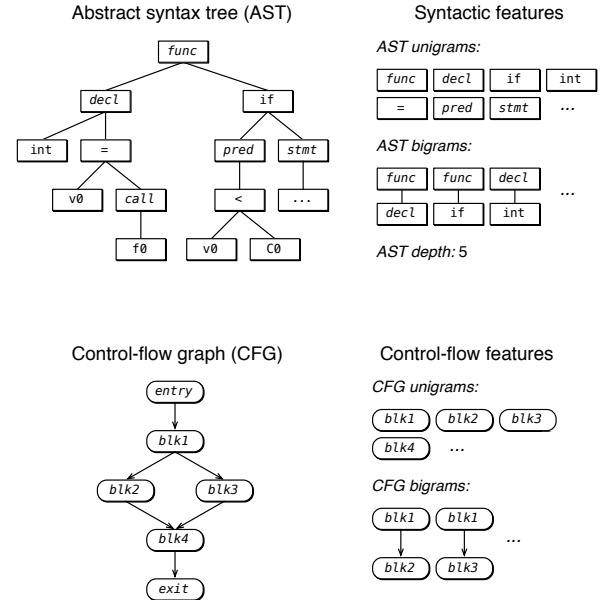 Abstract syntax tree (AST)
func
decl if
int = pred stmt
v0 call < ...
f0 v0 C0
Syntactic features
AST unigrams:
func decl if int
= pred stmt ...
AST bigrams:
func func decl
...
decl if int
AST depth: 5
Control-flow graph (CFG)
entry
blk1
blk2 blk3
blk4
exit
Control-flow features
CFG unigrams:
blk1 blk2 blk3
blk4 ...
CFG bigrams:
blk1 blk1
...
blk2 blk3